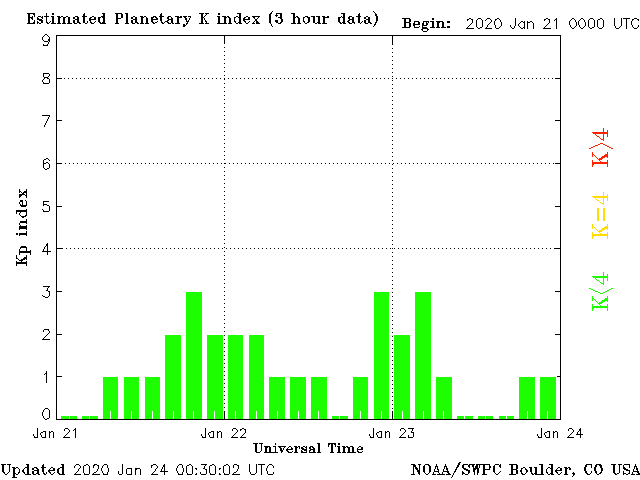 Estimated Planetary K index (3 hour data)
Begin: 2020 Jan 21 0000 UTC
9
8
7
6
5
4
3
2
1
0
Kp index
K>4
K=4
K<4
Jan 21
Jan 22
Jan 23
Jan 24
Universal Time
Updated 2020 Jan 24 00:30:02 UTC
NOAA/SWPC Boulder, CO USA